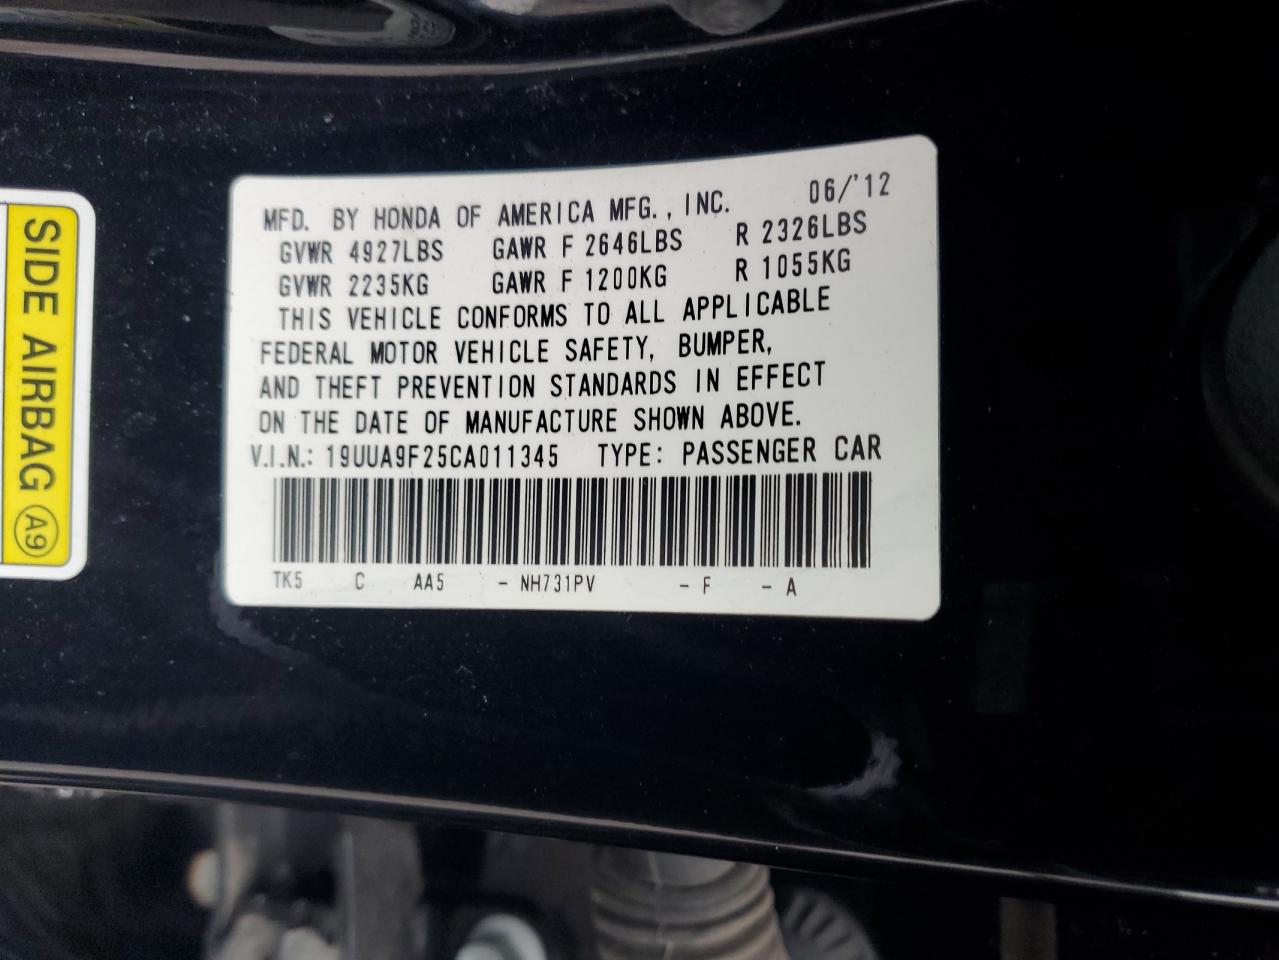 MFD. BY HONDA OF AMERICA MFG., INC. 06/'12
GVWR 4927LBS GAWR F 2646LBS R 2326LBS
GVWR 2235KG GAWR F 1200KG R 1055KG
THIS VEHICLE CONFORMS TO ALL APPLICABLE
FEDERAL MOTOR VEHICLE SAFETY, BUMPER,
AND THEFT PREVENTION STANDARDS IN EFFECT
ON THE DATE OF MANUFACTURE SHOWN ABOVE.
V.I.N.: 19UUA9F25CA011345 TYPE: PASSENGER CAR
TK5 C AA5 - NH731PV - F - A
SIDE AIRBAG A9